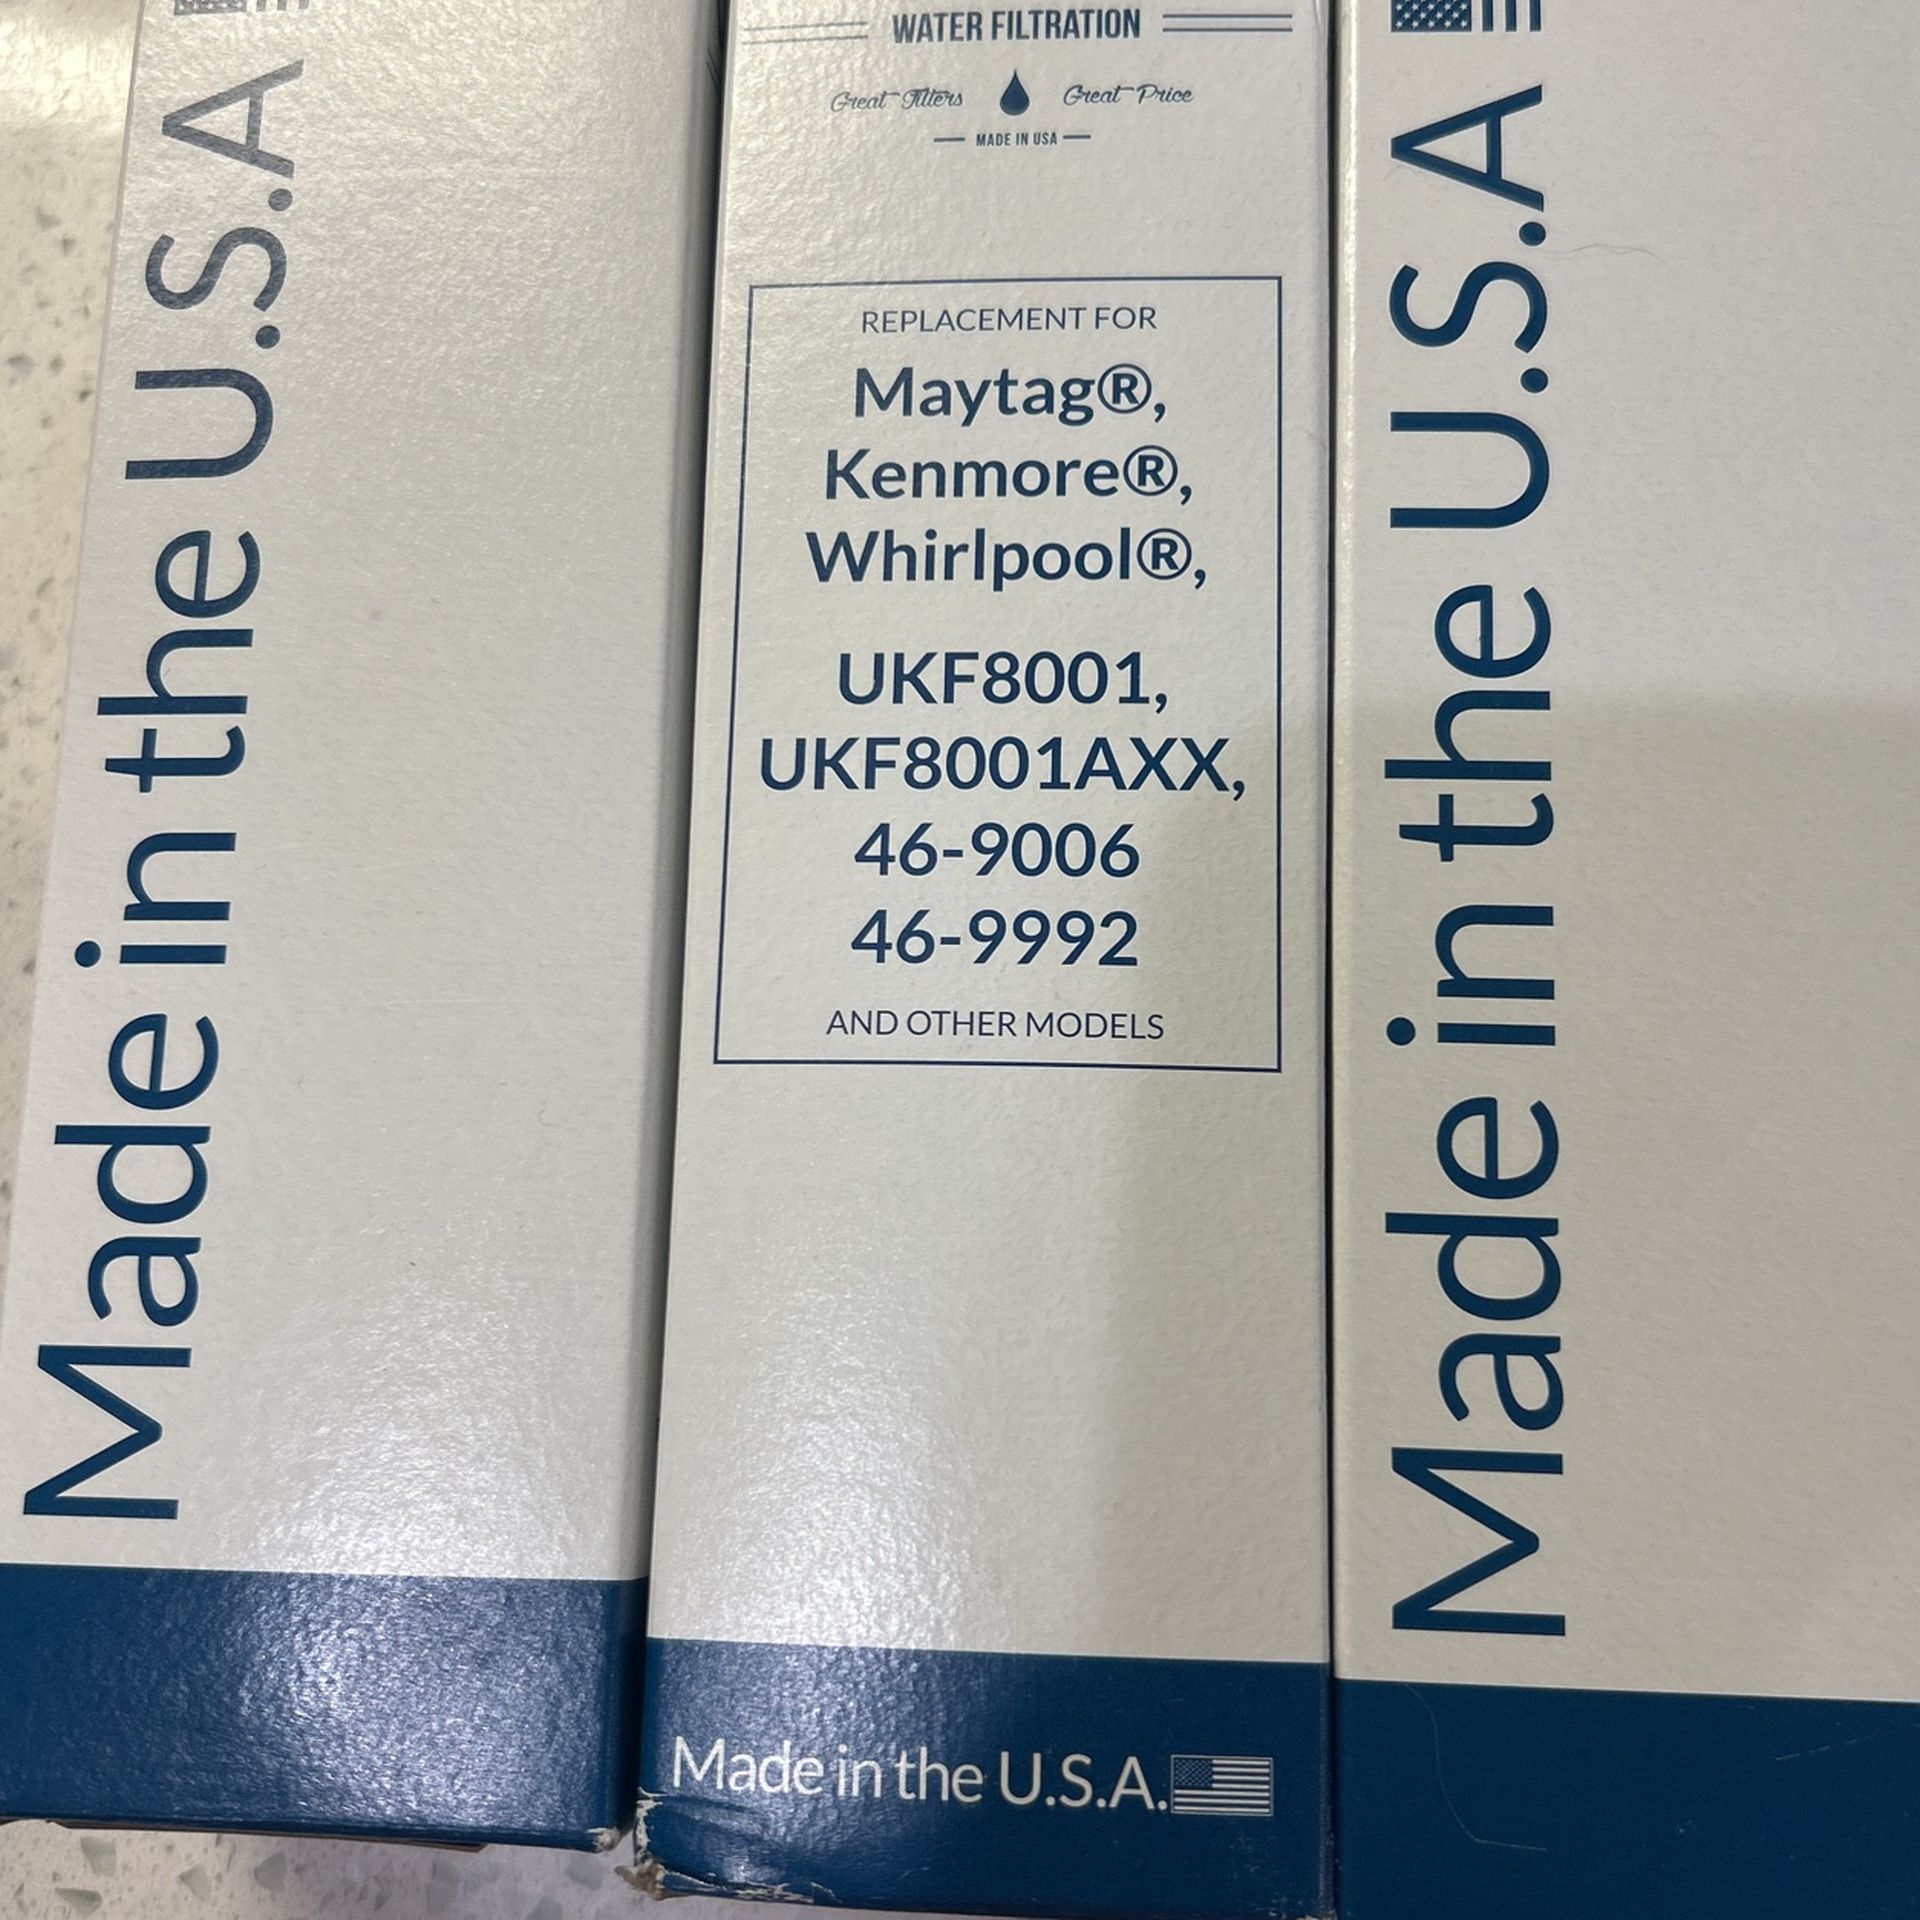 Made in the U.S.A
WATER FILTRATION
Great Filters Great Price
MADE IN USA
REPLACEMENT FOR
Maytag®,
Kenmore®,
Whirlpool®,
UKF8001,
UKF8001AXX,
46-9006
46-9992
AND OTHER MODELS
Made in the U.S.A.
Made in the U.S.A